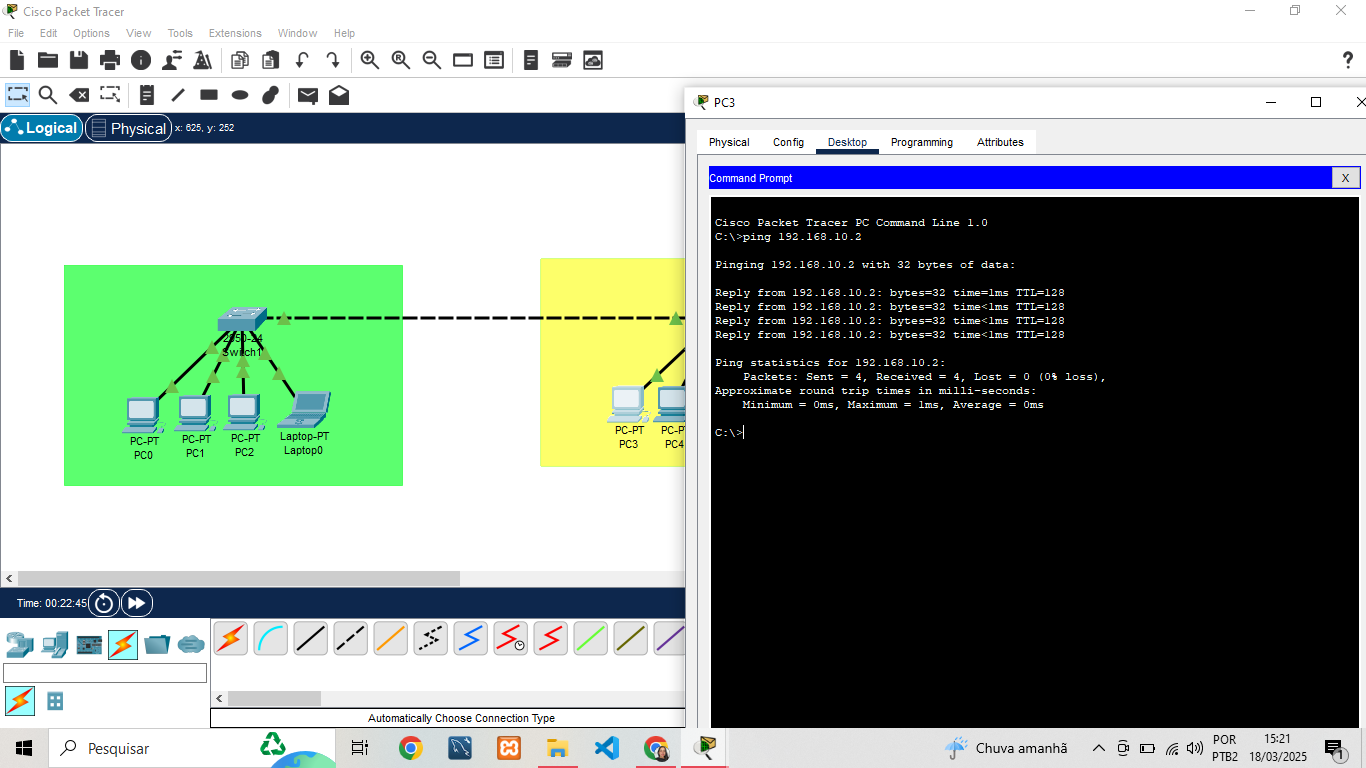 Cisco Packet Tracer
File Edit Options View Tools Extensions Window Help
Logical
Physical
x: 625, y: 252
2950-24
Switch1
PC-PT
PC0
PC-PT
PC1
PC-PT
PC2
Laptop-PT
Laptop0
PC-PT
PC3
PC-PT
PC4
PC3
Physical Config Desktop Programming Attributes
Command Prompt
X
Cisco Packet Tracer PC Command Line 1.0
C:\>ping 192.168.10.2
Pinging 192.168.10.2 with 32 bytes of data:
Reply from 192.168.10.2: bytes=32 time=1ms TTL=128
Reply from 192.168.10.2: bytes=32 time<1ms TTL=128
Reply from 192.168.10.2: bytes=32 time<1ms TTL=128
Reply from 192.168.10.2: bytes=32 time<1ms TTL=128
Ping statistics for 192.168.10.2:
Packets: Sent = 4, Received = 4, Lost = 0 (0% loss),
Approximate round trip times in milli-seconds:
Minimum = 0ms, Maximum = 1ms, Average = 0ms
C:\>
Time: 00:22:45
Automatically Choose Connection Type
Pesquisar
Chuva amanhã
POR
PTB2
15:21
18/03/2025
1